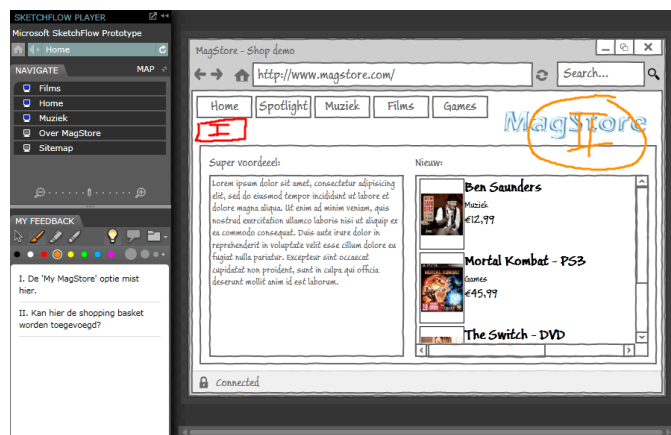 SKETCHFLOW PLAYER
Microsoft SketchFlow Prototype
Home
NAVIGATE MAP
Films
Home
Muziek
Over MagStore
Sitemap
MY FEEDBACK
I. De 'My MagStore' optie mist
hier.
II. Kan hier de shopping basket
worden toegevoegd?
MagStore - Shop demo
http://www.magstore.com/
Search...
Home Spotlight Muziek Films Games
I
MagStore
II
Super voordeeel:
Lorem ipsum dolor sit amet, consectetur adipisicing
elit, sed do eiusmod tempor incididunt ut labore et
dolore magna aliqua. Ut enim ad minim veniam, quis
nostrud exercitation ullamco laboris nisi ut aliquip ex
ea commodo consequat. Duis aute irure dolor in
reprehenderit in voluptate velit esse cillum dolore eu
fugiat nulla pariatur. Excepteur sint occaecat
cupidatat non proident, sunt in culpa qui officia
deserunt mollit anim id est laborum.
Nieuw:
Ben Saunders
Muziek
€12,99
Mortal Kombat - PS3
Games
€45,99
The Switch - DVD
Connected